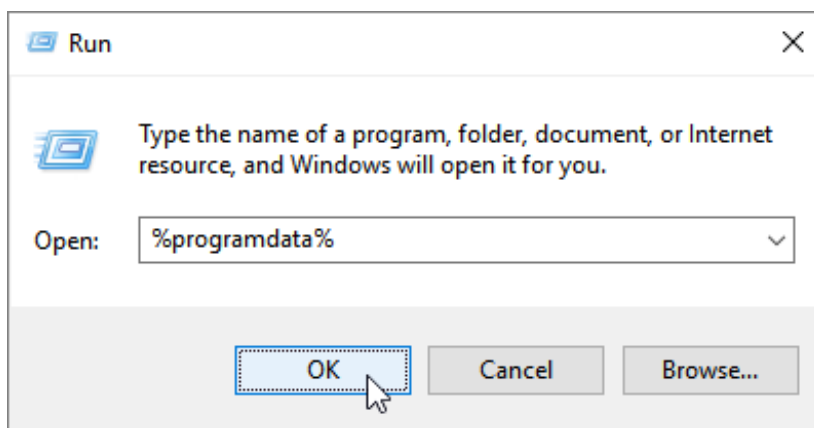 Run
Type the name of a program, folder, document, or Internet
resource, and Windows will open it for you.
Open: %programdata%
OK Cancel Browse...